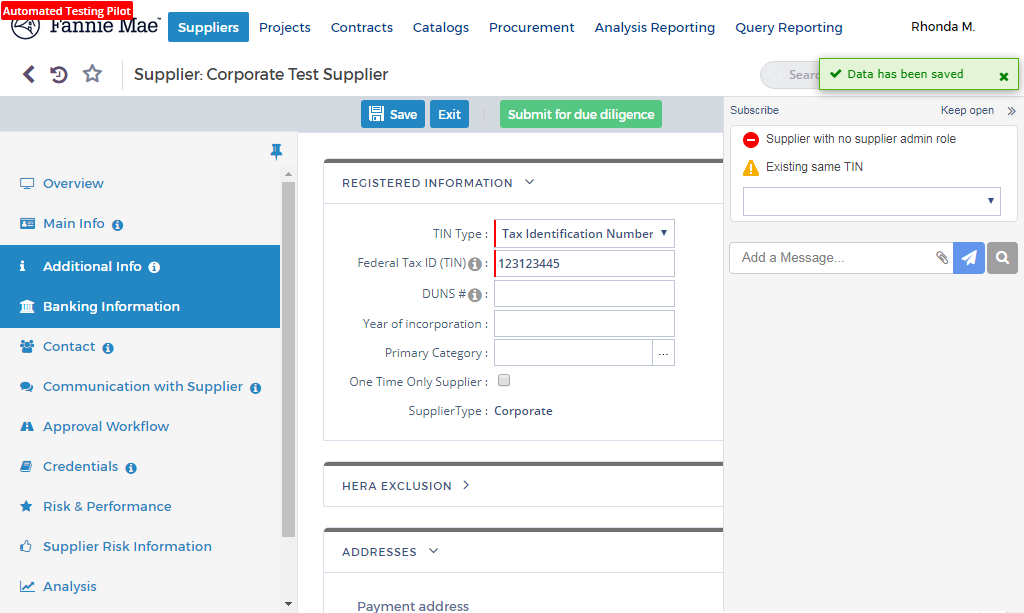 Automated Testing Pilot
Fannie Mae™
Suppliers
Projects
Contracts
Catalogs
Procurement
Analysis Reporting
Query Reporting
Rhonda M.
Supplier: Corporate Test Supplier
Data has been saved
Save
Exit
Submit for due diligence
Subscribe
Keep open
Supplier with no supplier admin role
Existing same TIN
Add a Message...
Overview
Main Info
Additional Info
Banking Information
Contact
Communication with Supplier
Approval Workflow
Credentials
Risk & Performance
Supplier Risk Information
Analysis
REGISTERED INFORMATION
TIN Type : Tax Identification Number
Federal Tax ID (TIN) : 123123445
DUNS # :
Year of incorporation :
Primary Category : ...
One Time Only Supplier :
SupplierType : Corporate
HERA EXCLUSION
ADDRESSES
Payment address